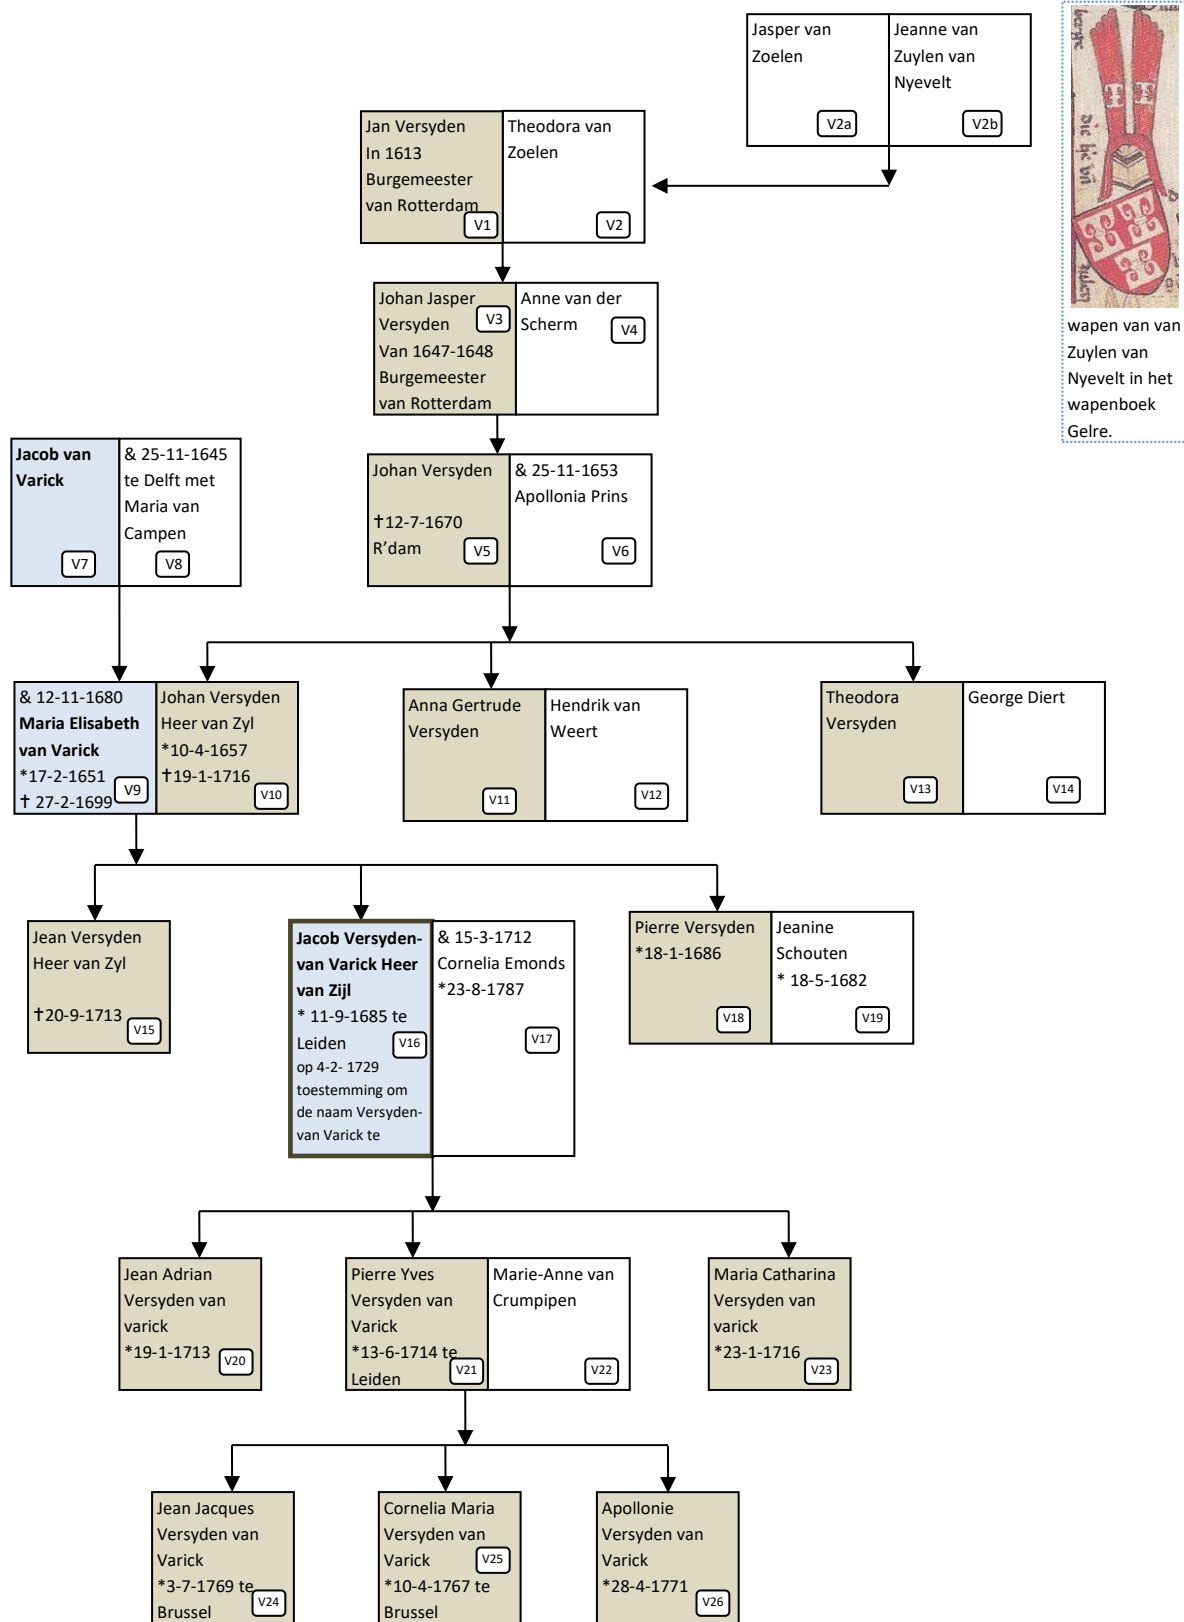 Jasper van
Zoelen
V2a
Jeanne van
Zuylen van
Nyevelt
V2b
wapen van van
Zuylen van
Nyevelt in het
wapenboek
Gelre.
Jan Versyden
In 1613
Burgemeester
van Rotterdam
V1
Theodora van
Zoelen
V2
Johan Jasper
Versyden
V3
Van 1647-1648
Burgemeester
van Rotterdam
Anne van der
Scherm
V4
Jacob van
Varick
V7
& 25-11-1645
te Delft met
Maria van
Campen
V8
Johan Versyden
†12-7-1670
R’dam
V5
& 25-11-1653
Apollonia Prins
V6
& 12-11-1680
Maria Elisabeth
van Varick
*17-2-1651
† 27-2-1699
V9
Johan Versyden
Heer van Zyl
*10-4-1657
†19-1-1716
V10
Anna Gertrude
Versyden
V11
Hendrik van
Weert
V12
Theodora
Versyden
V13
George Diert
V14
Jean Versyden
Heer van Zyl
†20-9-1713
V15
Jacob Versyden-
van Varick Heer
van Zijl
* 11-9-1685 te
Leiden
V16
op 4-2- 1729
toestemming om
de naam Versyden-
van Varick te
& 15-3-1712
Cornelia Emonds
*23-8-1787
V17
Pierre Versyden
*18-1-1686
V18
Jeanine
Schouten
* 18-5-1682
V19
Jean Adrian
Versyden van
varick
*19-1-1713
V20
Pierre Yves
Versyden van
Varick
*13-6-1714 te
Leiden
V21
Marie-Anne van
Crumpipen
V22
Maria Catharina
Versyden van
varick
*23-1-1716
V23
Jean Jacques
Versyden van
Varick
*3-7-1769 te
Brussel
V24
Cornelia Maria
Versyden van
Varick
V25
*10-4-1767 te
Brussel
Apollonie
Versyden van
Varick
*28-4-1771
V26